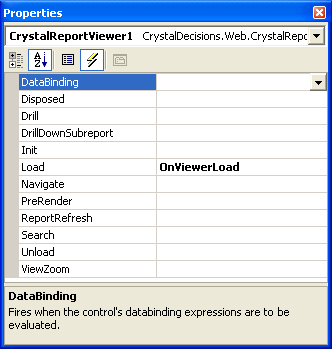 Properties
CrystalReportViewer1 CrystalDecisions.Web.CrystalRepo
DataBinding
Disposed
Drill
DrillDownSubreport
Init
Load OnViewerLoad
Navigate
PreRender
ReportRefresh
Search
Unload
ViewZoom
DataBinding
Fires when the control's databinding expressions are to be
evaluated.